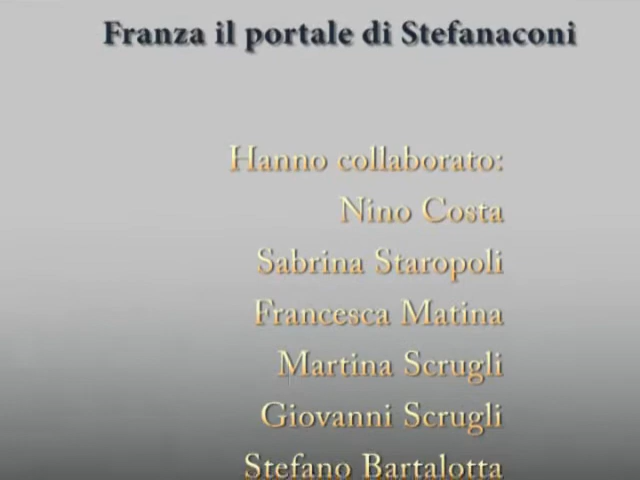 Franza il portale di Stefanaconi
Hanno collaborato:
Nino Costa
Sabrina Staropoli
Francesca Matina
Martina Scrugli
Giovanni Scrugli
Stefano Bartalotta